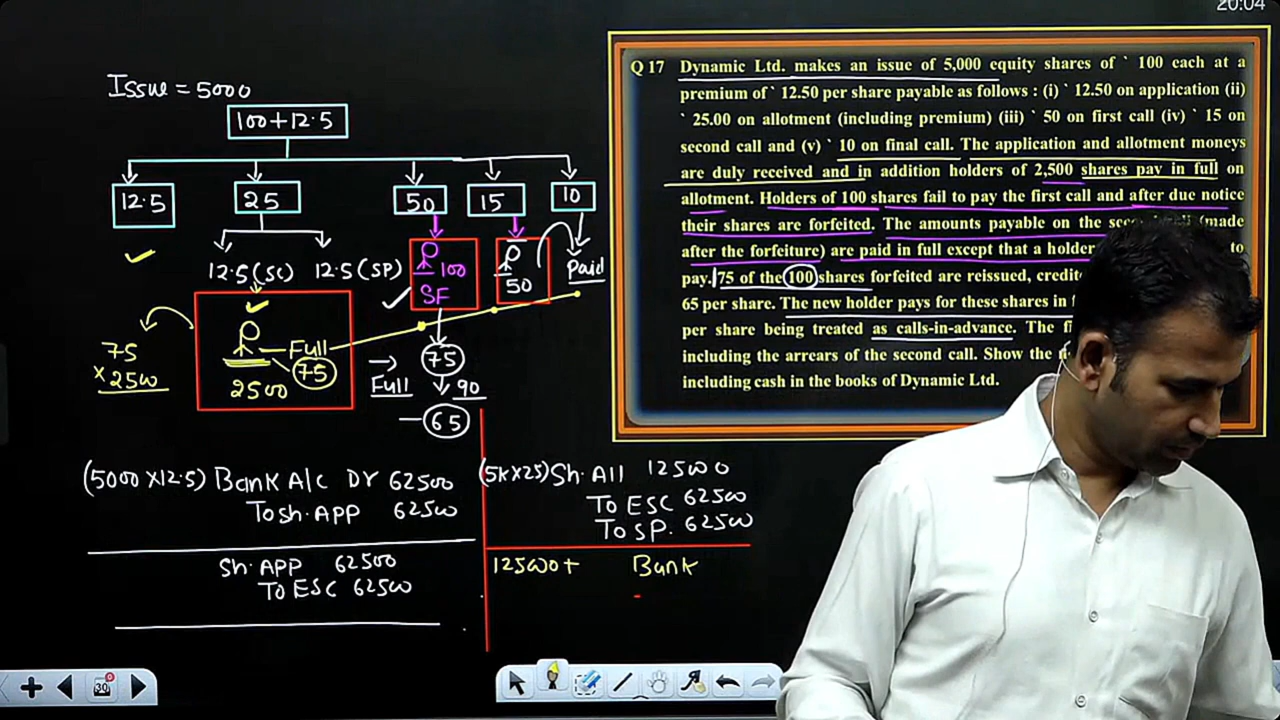 20:04
Issue = 5000
100+12.5
12.5
25
50
15
10
12.5(SC) 12.5(SP)
100
SF
50
Paid
75
×2500
Full
75
2500
Full
75
90
65
(5000×12.5) Bank A/c Dr 62500
To Sh. APP 62500
Sh. APP 62500
To ESC 62500
(5K×25) Sh. All 125000
To ESC 62500
To SP. 62500
125000+ Bank
Q 17 Dynamic Ltd. makes an issue of 5,000 equity shares of ` 100 each at a
premium of ` 12.50 per share payable as follows : (i) ` 12.50 on application (ii)
` 25.00 on allotment (including premium) (iii) ` 50 on first call (iv) ` 15 on
second call and (v) ` 10 on final call. The application and allotment moneys
are duly received and in addition holders of 2,500 shares pay in full on
allotment. Holders of 100 shares fail to pay the first call and after due notice
their shares are forfeited. The amounts payable on the (made
after the forfeiture) are paid in full except that a holder to
pay. 75 of the 100 shares forfeited are reissued,
65 per share. The new holder pays for these shares in
per share being treated as calls-in-advance. The
including the arrears of the second call. Show the
including cash in the books of Dynamic Ltd.
30